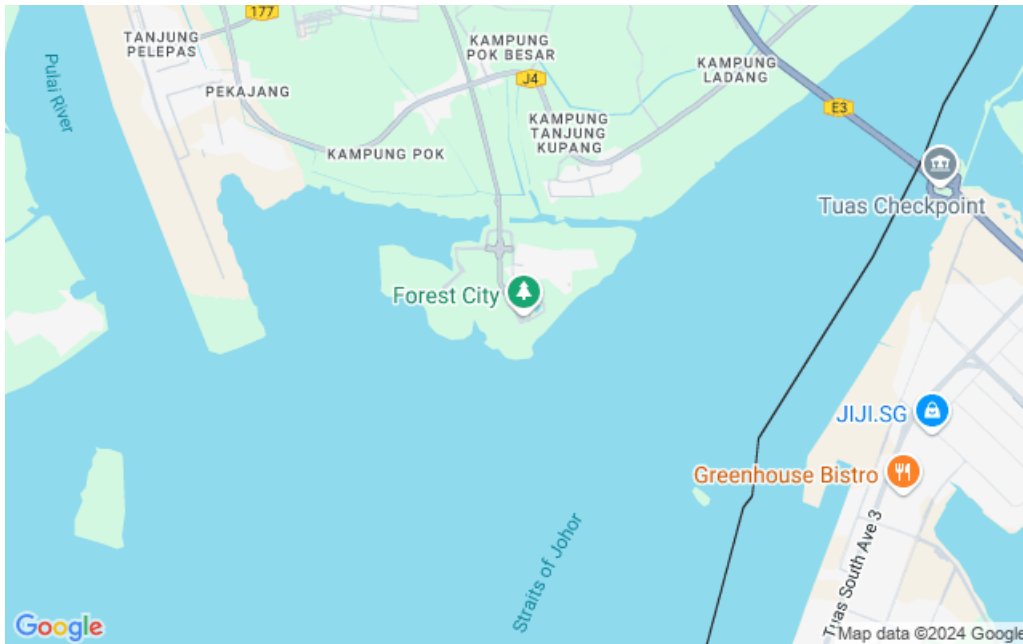 177
TANJUNG
PELEPAS
KAMPUNG
POK BESAR
Pulai River
PEKAJANG
J4
KAMPUNG
LADANG
E3
KAMPUNG
TANJUNG
KUPANG
KAMPUNG POK
Tuas Checkpoint
Forest City
JIJI.SG
Greenhouse Bistro
Straits of Johor
Tuas South Ave 3
Google
Map data ©2024 Google